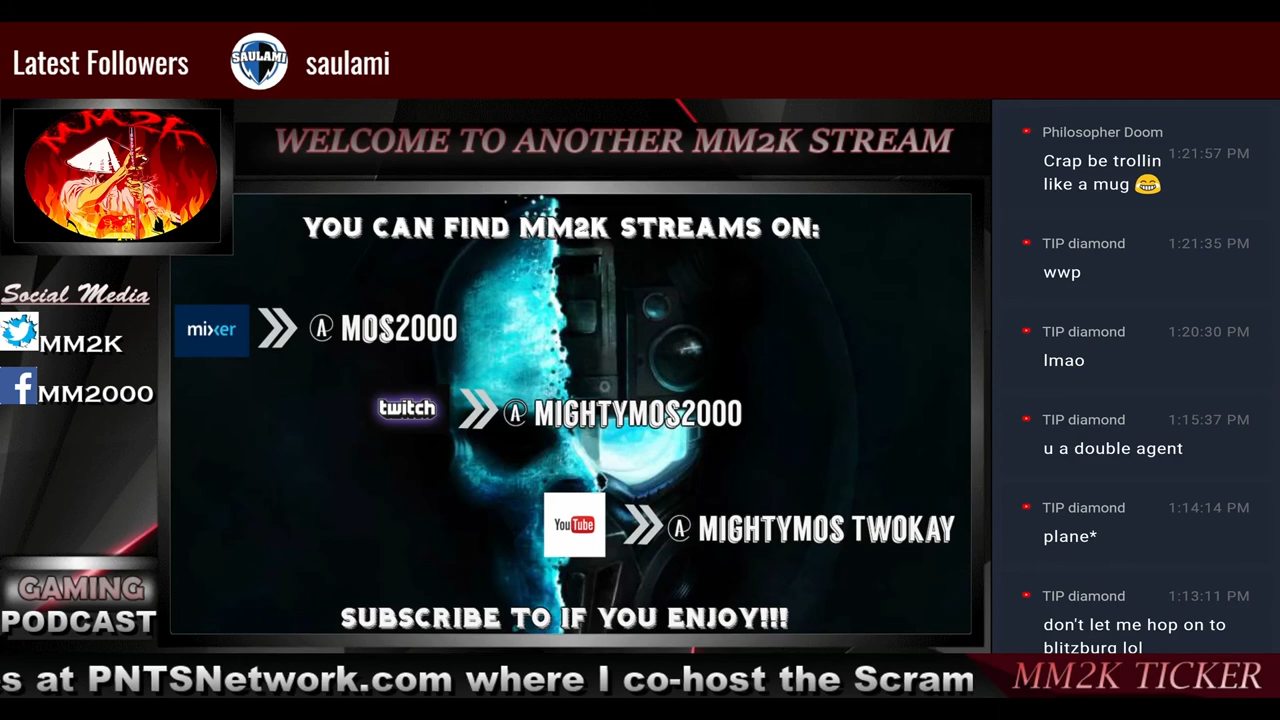 Latest Followers
SAULAMI
saulami
MM2K
WELCOME TO ANOTHER MM2K STREAM
YOU CAN FIND MM2K STREAMS ON:
mixer
@ MOS2000
twitch
@ MIGHTYMOS2000
YouTube
@ MIGHTYMOS TWOKAY
SUBSCRIBE TO IF YOU ENJOY!!!
Social Media
MM2K
MM2000
GAMING
PODCAST
Philosopher Doom
Crap be trollin
1:21:57 PM
like a mug 😂
TIP diamond 1:21:35 PM
wwp
TIP diamond 1:20:30 PM
lmao
TIP diamond 1:15:37 PM
u a double agent
TIP diamond 1:14:14 PM
plane*
TIP diamond 1:13:11 PM
don't let me hop on to
blitzburg lol
s at PNTSNetwork.com where I co-host the Scram
MM2K TICKER